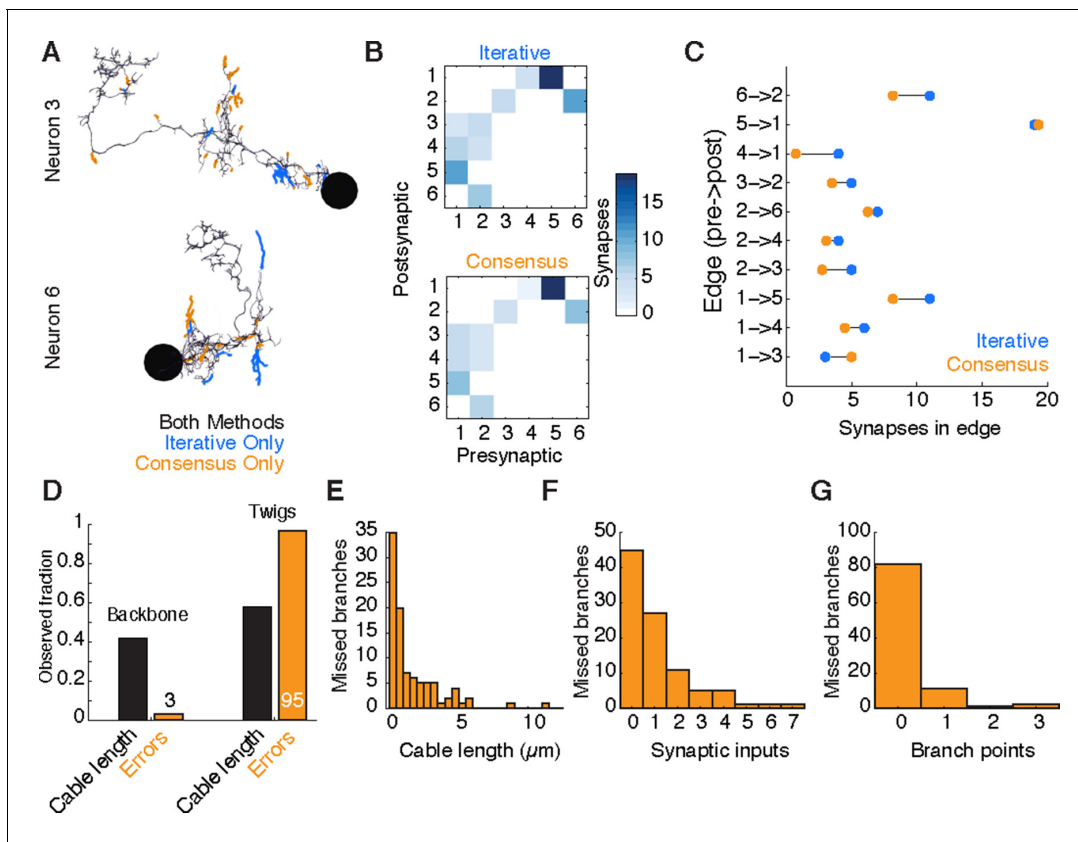 A
Neuron 3
Neuron 6
Both Methods
Iterative Only
Consensus Only
B
Iterative
1
2
3
4
5
6
1 2 3 4 5 6
Postsynaptic
Synapses
15
10
5
0
Consensus
1
2
3
4
5
6
1 2 3 4 5 6
Presynaptic
C
Edge (pre->post)
6->2
5->1
4->1
3->2
2->6
2->4
2->3
1->5
1->4
1->3
Iterative
Consensus
0 5 10 15 20
Synapses in edge
D
Observed fraction
1
0.8
0.6
0.4
0.2
0
Backbone
Twigs
3
95
Cable length
Errors
Cable length
Errors
E
Missed branches
35
30
25
20
15
10
5
0
0 5 10
Cable length (µm)
F
Missed branches
50
40
30
20
10
0
0 1 2 3 4 5 6 7
Synaptic inputs
G
Missed branches
100
80
60
40
20
0
0 1 2 3
Branch points